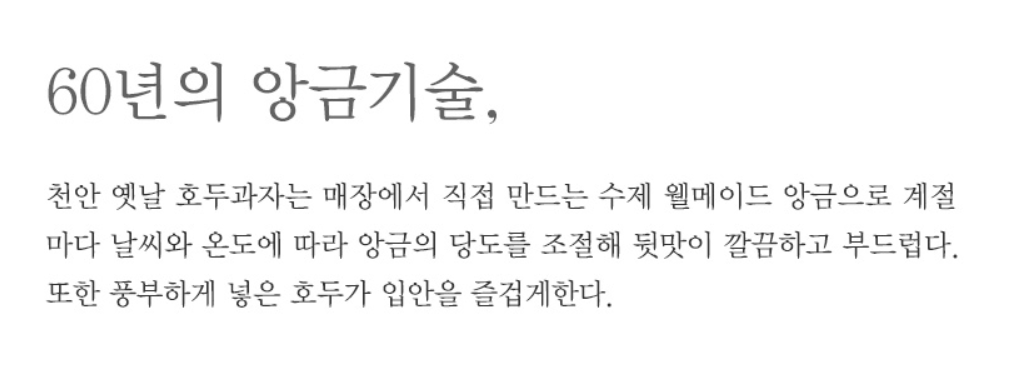 60년의 앙금기술,
천안 옛날 호두과자는 매장에서 직접 만드는 수제 웰메이드 앙금으로 계절
마다 날씨와 온도에 따라 앙금의 당도를 조절해 뒷맛이 깔끔하고 부드럽다.
또한 풍부하게 넣은 호두가 입안을 즐겁게한다.